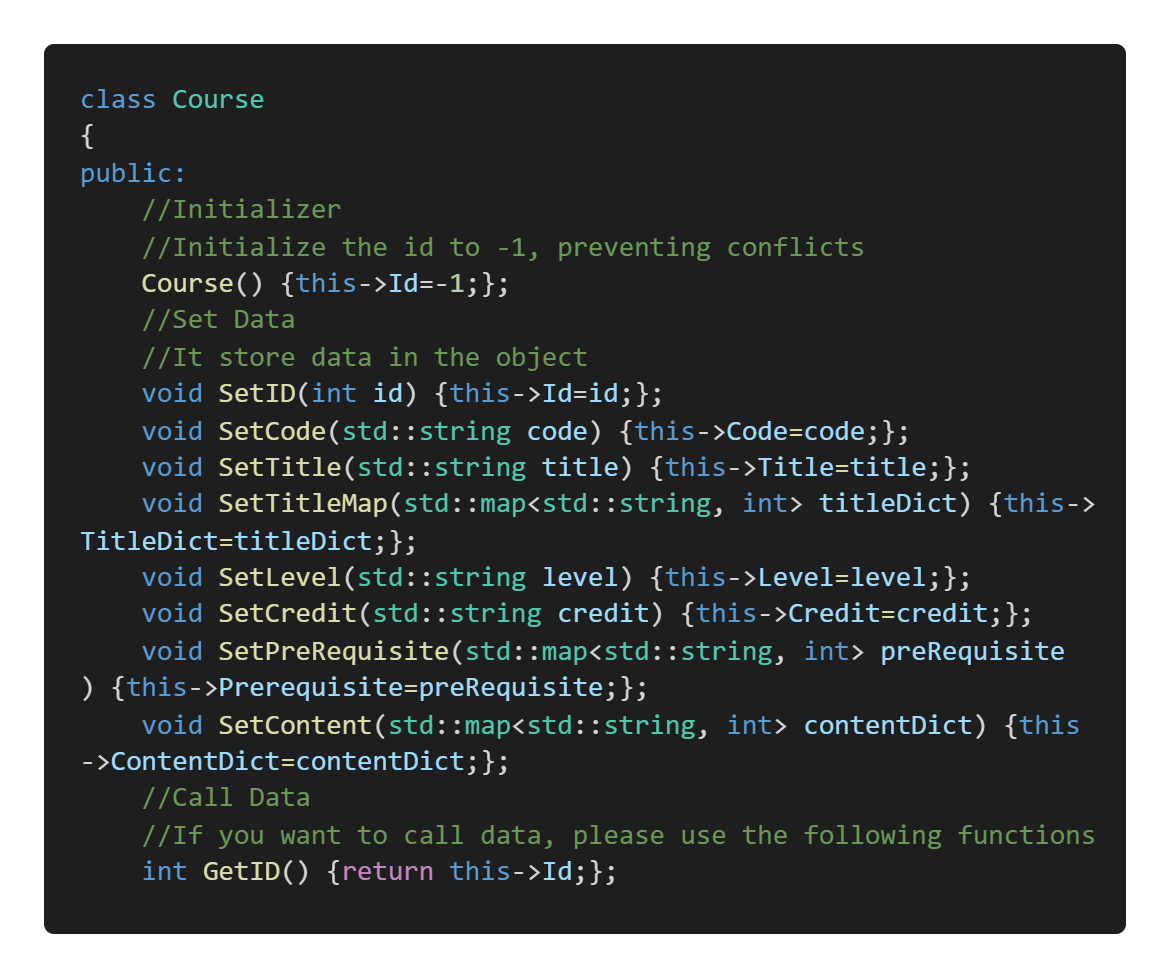 class Course
{
public:
    //Initializer
    //Initialize the id to -1, preventing conflicts
    Course() {this->Id=-1;};
    //Set Data
    //It store data in the object
    void SetID(int id) {this->Id=id;};
    void SetCode(std::string code) {this->Code=code;};
    void SetTitle(std::string title) {this->Title=title;};
    void SetTitleMap(std::map<std::string, int> titleDict) {this->
TitleDict=titleDict;};
    void SetLevel(std::string level) {this->Level=level;};
    void SetCredit(std::string credit) {this->Credit=credit;};
    void SetPreRequisite(std::map<std::string, int> preRequisite
) {this->Prerequisite=preRequisite;};
    void SetContent(std::map<std::string, int> contentDict) {this
->ContentDict=contentDict;};
    //Call Data
    //If you want to call data, please use the following functions
    int GetID() {return this->Id;};